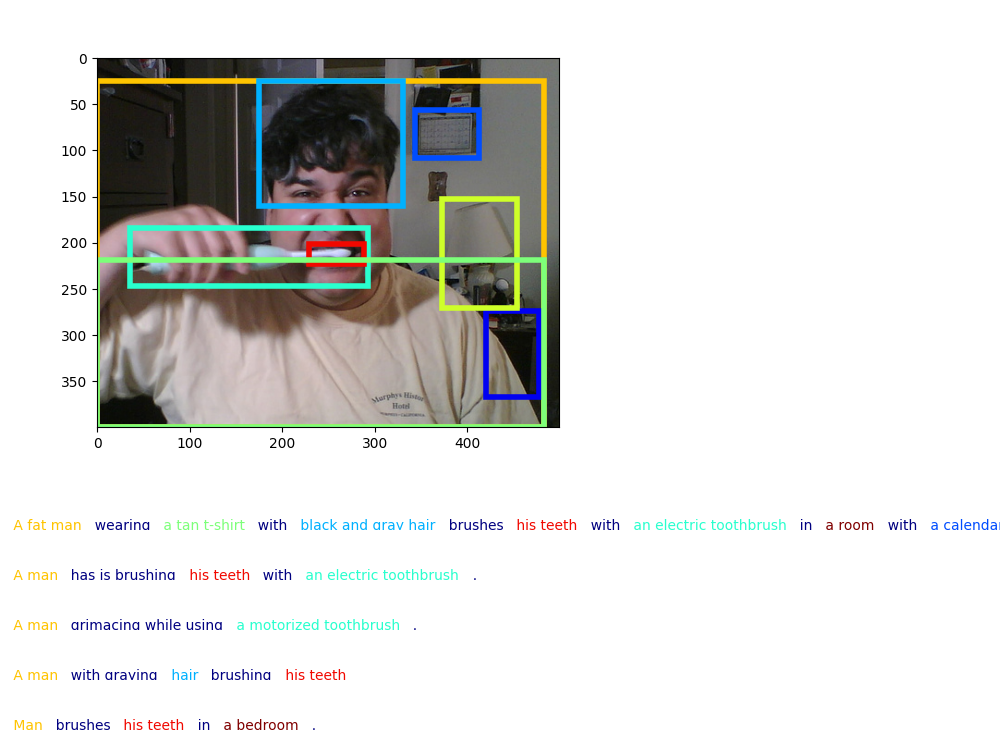 0
50
100
150
200
250
300
350
0 100 200 300 400
Murphys Histor
Hotel
A fat man wearing a tan t-shirt with black and gray hair brushes his teeth with an electric toothbrush in a room with a calendar
A man has is brushing his teeth with an electric toothbrush .
A man grimacing while using a motorized toothbrush .
A man with graying hair brushing his teeth
Man brushes his teeth in a bedroom .